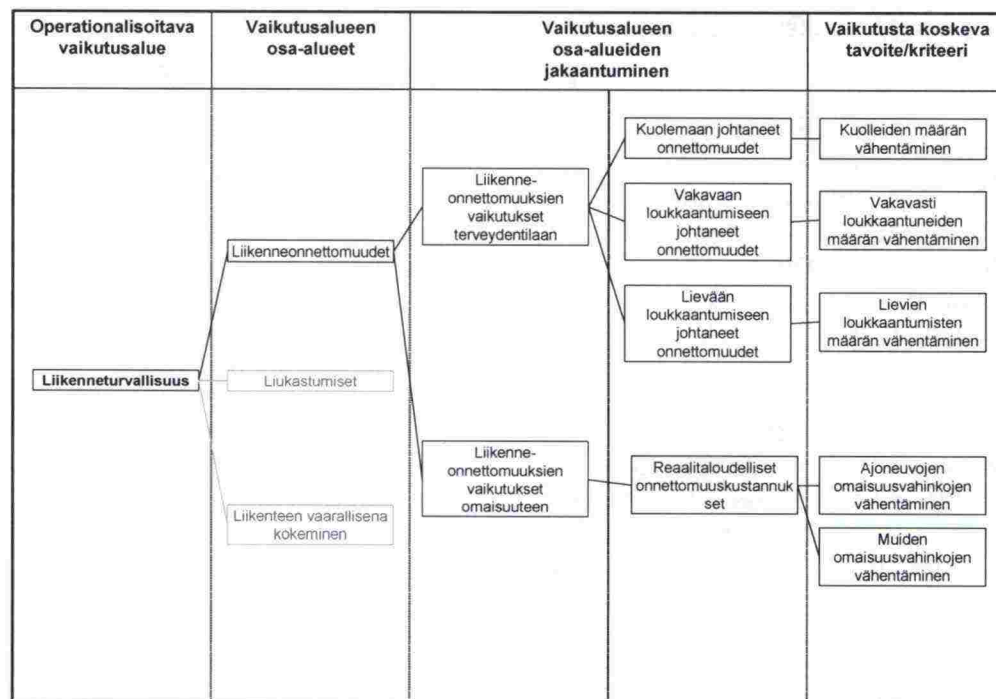 Operationalisoitava
vaikutusalue
Vaikutusalueen
osa-alueet
Vaikutusalueen
osa-alueiden
jakaantuminen
Vaikutusta koskeva
tavoite/kriteeri
Kuolemaan johtaneet
onnettomuudet
Kuolleiden määrän
vähentäminen
Liikenne-
onnettomuuksien
vaikutukset
terveydentilaan
Vakavaan
loukkaantumiseen
johtaneet
onnettomuudet
Vakavasti
loukkaantuneiden
määrän vähentäminen
Liikenneonnettomuudet
Lievään
loukkaantumiseen
johtaneet
onnettomuudet
Lievien
loukkaantumisten
määrän vähentäminen
Liikenneturvallisuus
Liukastumiset
Liikenne-
onnettomuuksien
vaikutukset
omaisuuteen
Reaalitaloudelliset
onnettomuuskustannuk
set
Ajoneuvojen
omaisuusvahinkojen
vähentäminen
Liikenteen vaarallisena
kokeminen
Muiden
omaisuusvahinkojen
vähentäminen